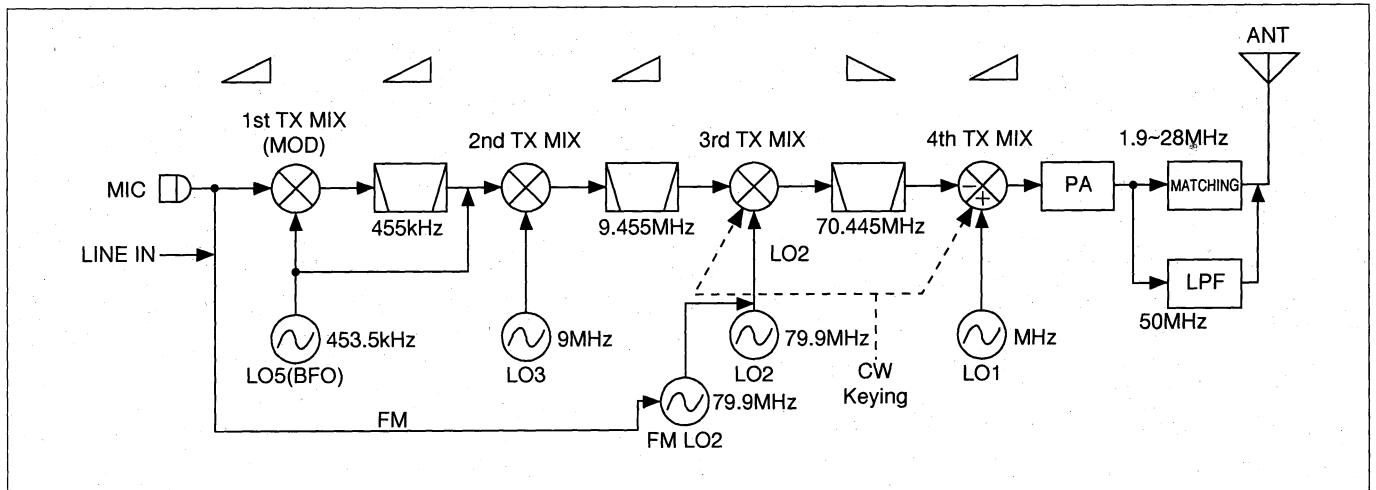 ANT
1st TX MIX
(MOD)
2nd TX MIX
3rd TX MIX
4th TX MIX
1.9~28MHz
MIC
PA
MATCHING
455kHz
9.455MHz
70.445MHz
LINE IN
LO2
LPF
50MHz
453.5kHz
LO5(BFO)
9MHz
LO3
79.9MHz
LO2
MHz
LO1
CW
Keying
79.9MHz
FM LO2
FM
−
+